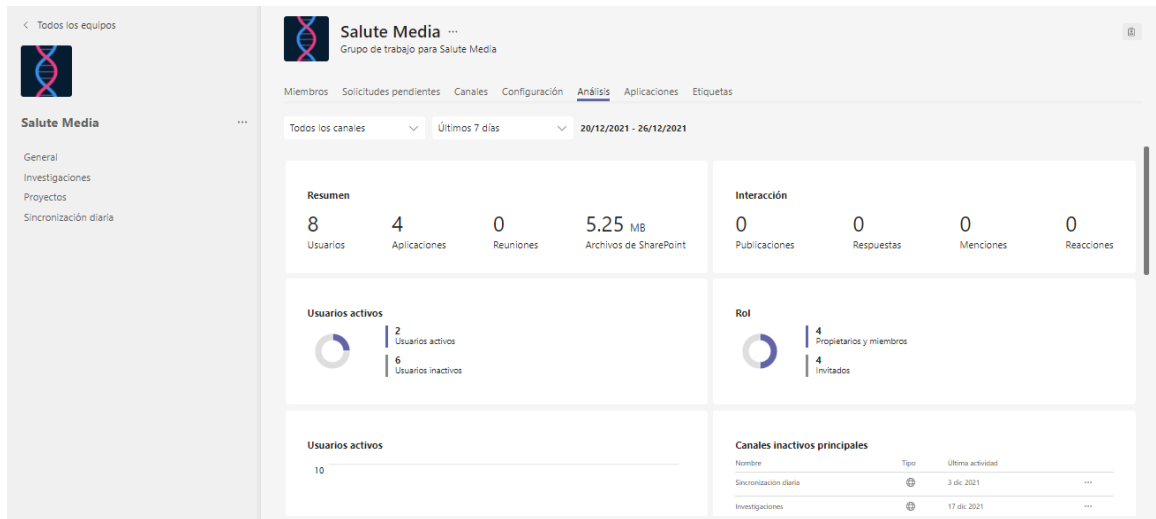 Todos los equipos
Salute Media ...
General
Investigaciones
Proyectos
Sincronización diaria
Salute Media ...
Grupo de trabajo para Salute Media
Miembros Solicitudes pendientes Canales Configuración Análisis Aplicaciones Etiquetas
Todos los canales Últimos 7 días 20/12/2021 - 26/12/2021
Resumen
8 4 0 5.25 MB
Usuarios Aplicaciones Reuniones Archivos de SharePoint
Interacción
0 0 0 0
Publicaciones Respuestas Menciones Reacciones
Usuarios activos
2
Usuarios activos
6
Usuarios inactivos
Rol
4
Propietarios y miembros
4
Invitados
Usuarios activos
10
Canales inactivos principales
Nombre Tipo Última actividad
Sincronización diaria 3 dic 2021 ...
Investigaciones 17 dic 2021 ...